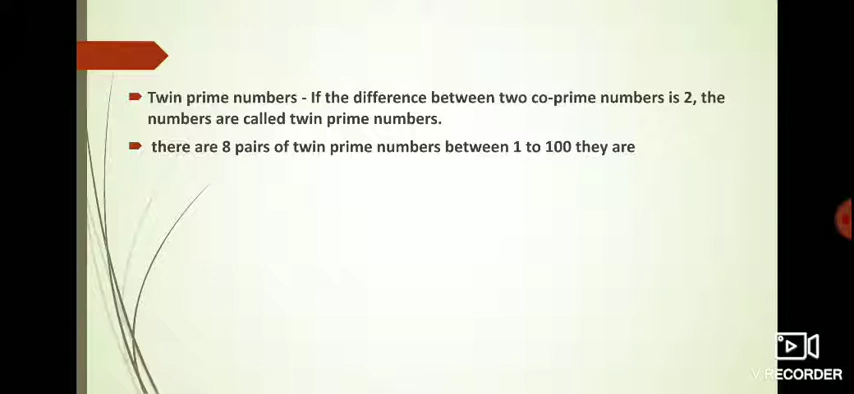 Twin prime numbers - If the difference between two co-prime numbers is 2, the
numbers are called twin prime numbers.
there are 8 pairs of twin prime numbers between 1 to 100 they are
V.RECORDER